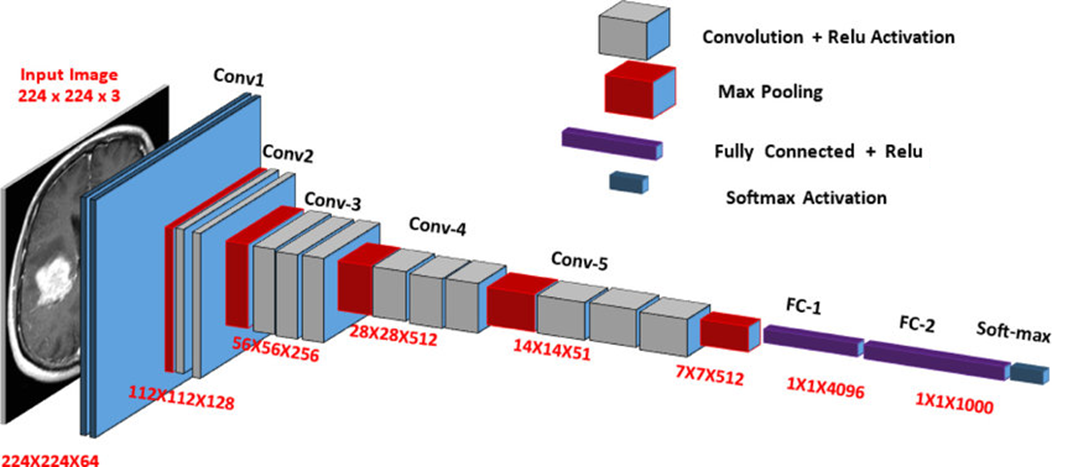 Input Image
224 x 224 x 3
Conv1
Conv2
Conv-3
Conv-4
Conv-5
FC-1
FC-2
Soft-max
Convolution + Relu Activation
Max Pooling
Fully Connected + Relu
Softmax Activation
224X224X64
112X112X128
56X56X256
28X28X512
14X14X51
7X7X512
1X1X4096
1X1X1000